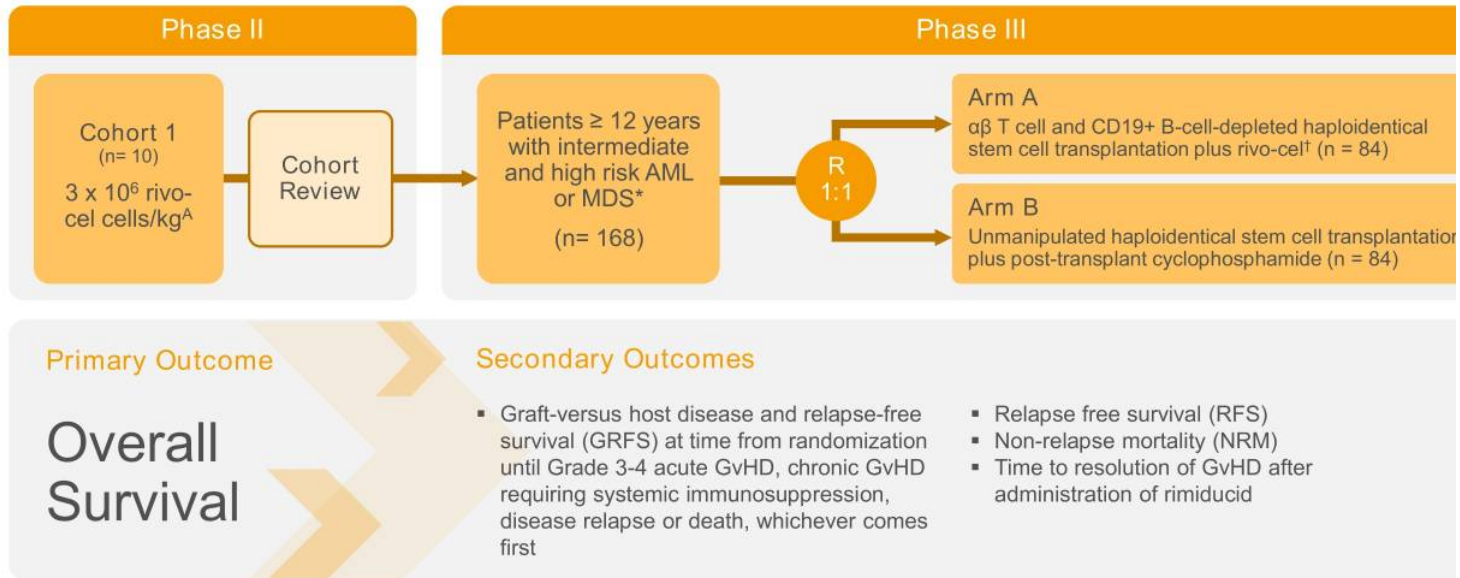 Phase II
Cohort 1
(n= 10)
3 x 10⁶ rivo-
cel cells/kgᴬ
Cohort
Review
Phase III
Patients ≥ 12 years
with intermediate
and high risk AML
or MDS*
(n= 168)
R
1:1
Arm A
αβ T cell and CD19+ B-cell-depleted haploidentical
stem cell transplantation plus rivo-cel† (n = 84)
Arm B
Unmanipulated haploidentical stem cell transplantation
plus post-transplant cyclophosphamide (n = 84)
Primary Outcome
Overall
Survival
Secondary Outcomes
▪ Graft-versus host disease and relapse-free
survival (GRFS) at time from randomization
until Grade 3-4 acute GvHD, chronic GvHD
requiring systemic immunosuppression,
disease relapse or death, whichever comes
first
▪ Relapse free survival (RFS)
▪ Non-relapse mortality (NRM)
▪ Time to resolution of GvHD after
administration of rimiducid